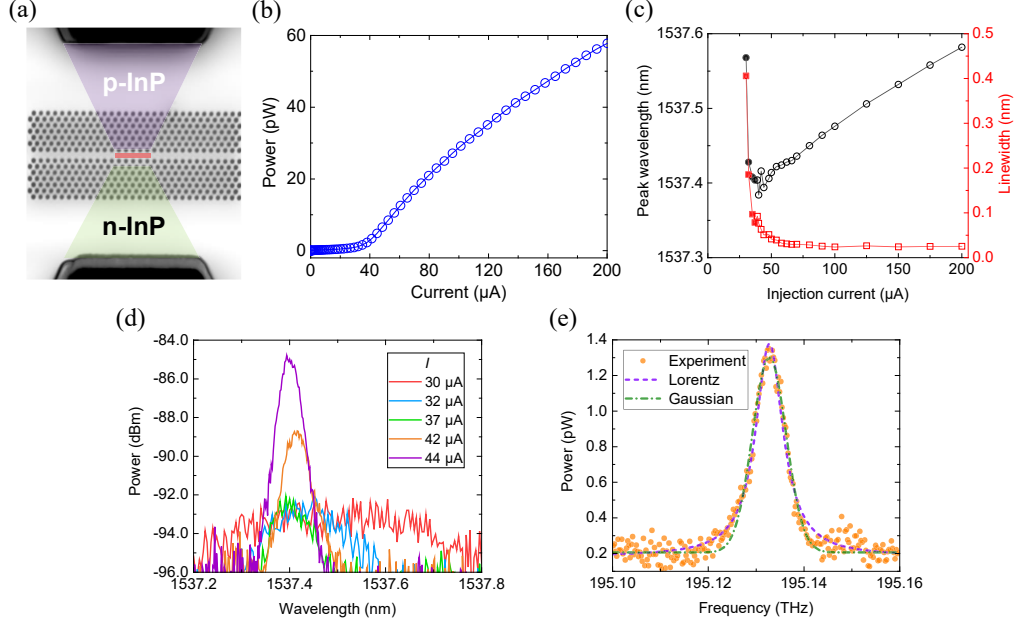 (a)
p-InP
n-InP
(b)
60
40
20
0
Power (pW)
0
40
80
120
160
200
Current (µA)
(c)
1537.6
1537.5
1537.4
1537.3
Peak wavelength (nm)
0
50
100
150
200
Injection current (µA)
0.5
0.4
0.3
0.2
0.1
0.0
Linewidth (nm)
(d)
-84.0
-86.0
-88.0
-90.0
-92.0
-94.0
-96.0
Power (dBm)
I
30 µA
32 µA
37 µA
42 µA
44 µA
1537.2
1537.4
1537.6
1537.8
Wavelength (nm)
(e)
1.4
1.2
1.0
0.8
0.6
0.4
0.2
0.0
Power (pW)
Experiment
Lorentz
Gaussian
195.10
195.12
195.14
195.16
Frequency (THz)